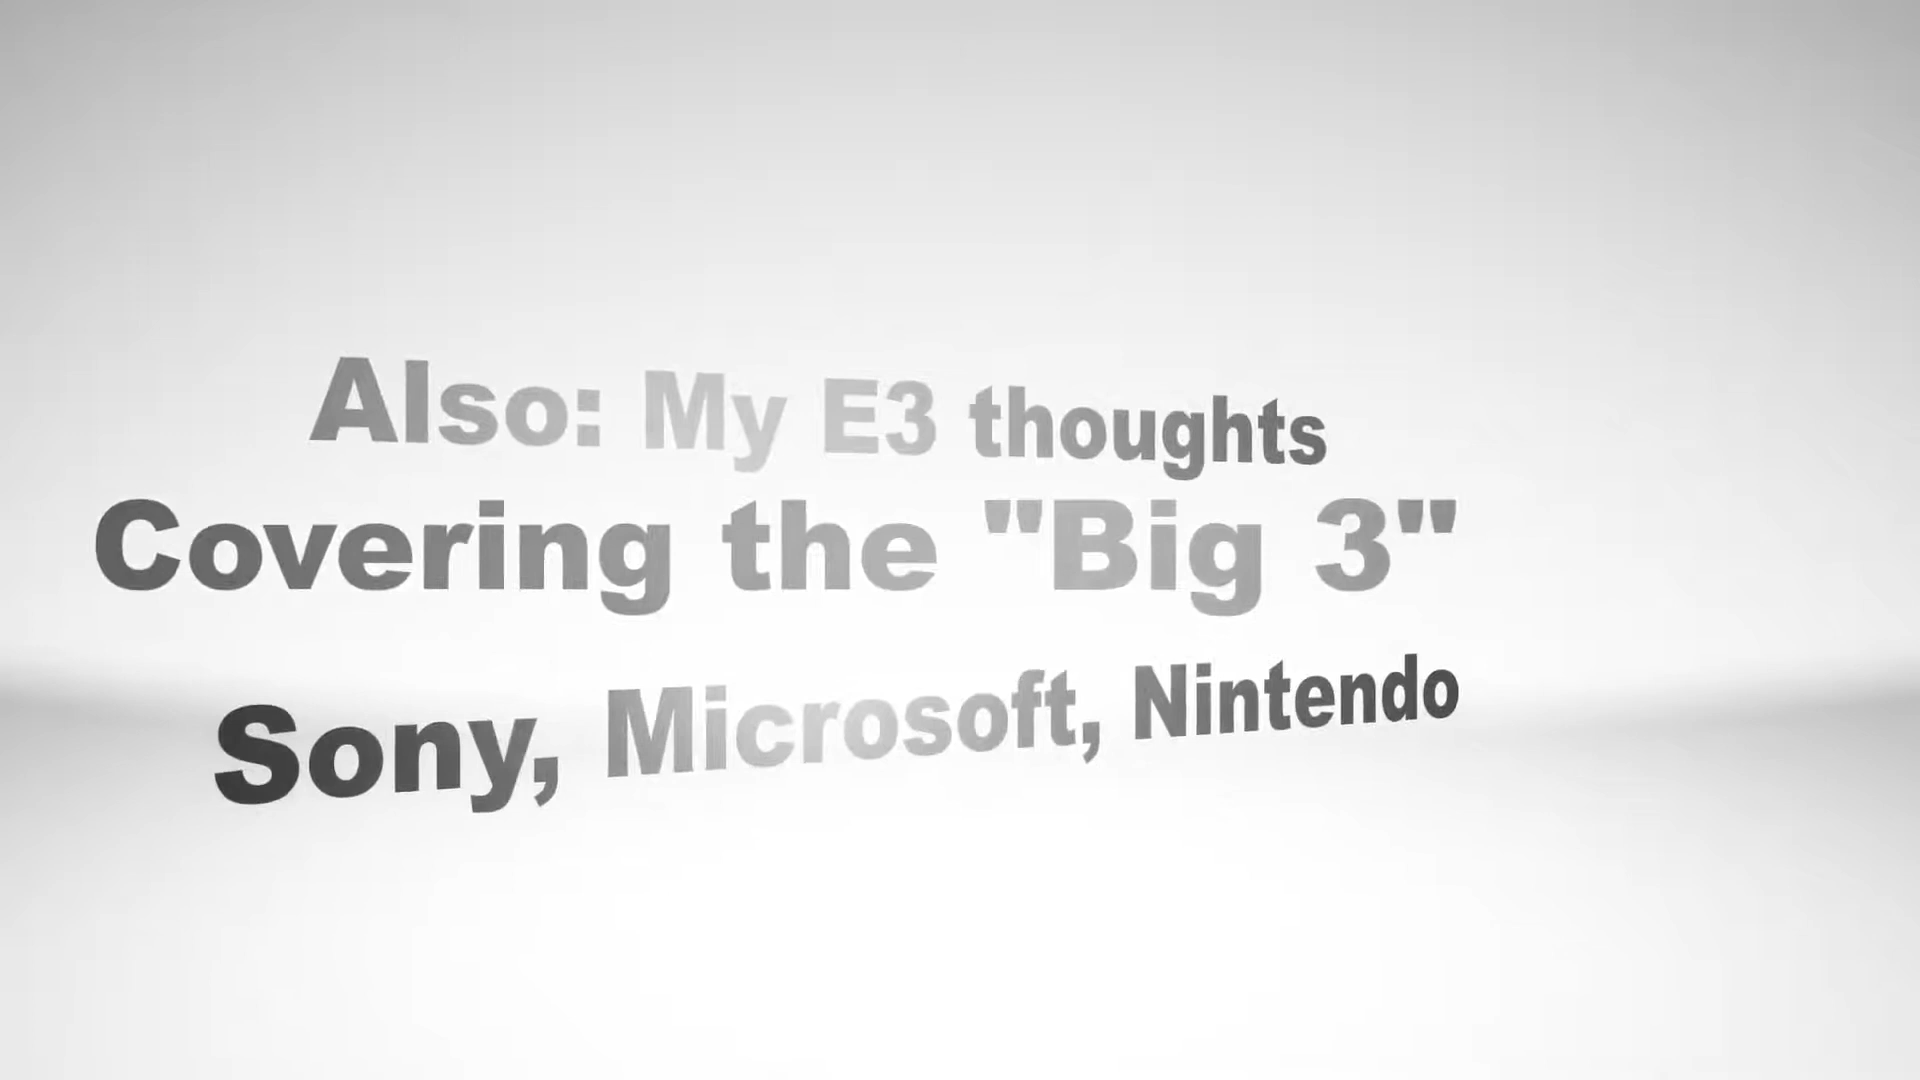 Also: My E3 thoughts
Covering the "Big 3"
Sony, Microsoft, Nintendo